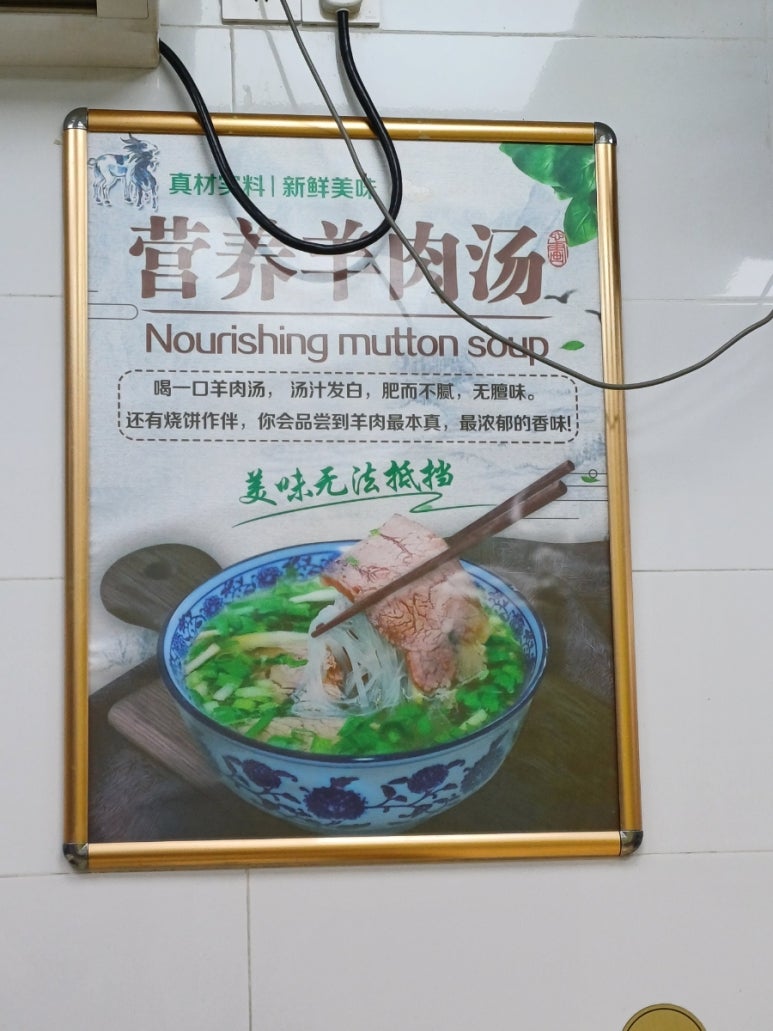 真材实料 | 新鲜美味
营养羊肉汤
Nourishing mutton soup
喝一口羊肉汤，汤汁发白，肥而不腻，无膻味。
还有烧饼作伴，你会品尝到羊肉最本真，最浓郁的香味!
美味无法抵挡